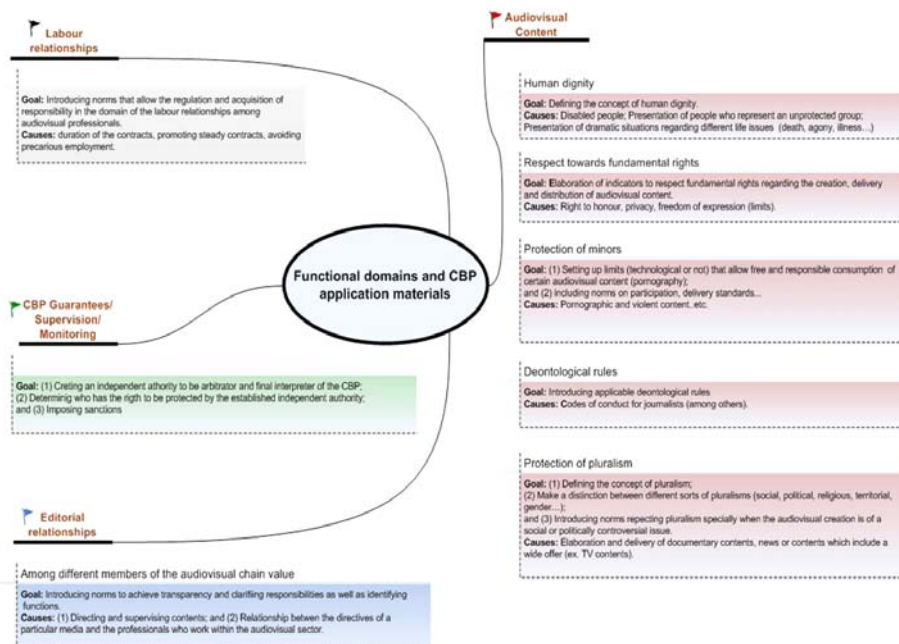 Labour
relationships
Goal: Introducing norms that allow the regulation and acquisition of
responsibility in the domain of the labour relationships among
audiovisual professionals.
Causes: duration of the contracts, promoting steady contracts, avoiding
precarious employment.
Functional domains and CBP
application materials
CBP Guarantees/
Supervision/
Monitoring
Goal: (1) Creting an independent athority to be arbitrator and final interpreter of the CBP;
(2) Determinig who has the rigth to be protected by the established independent authority;
and (3) Imposing sanctions
Editorial
relationships
Among different members of the audiovisual chain value
Goal: Introducing norms to achieve transparency and clarifiing responsibilities as well as identifying
functions.
Causes: (1) Directing and supervising contents; and (2) Relationship betwen the directives of a
particular media and the professionals who work within the audiovisual sector.
Audiovisual
Content
Human dignity
Goal: Defining the concept of human dignity.
Causes: Disabled people; Presentation of people who represent an unprotected group;
Presentation of dramatic situations regarding different life issues (death, agony, illness…)
Respect towards fundamental rights
Goal: Elaboration of indicators to respect fundamental rights regarding the creation, delivery
and distribution of audiovisual content.
Causes: Right to honour, privacy, freedom of expression (limits).
Protection of minors
Goal: (1) Setting up limits (technological or not) that allow free and responsible consumption of
certain audiovisual content (pornography);
and (2) including norms on participation, delivery standards...
Causes: Pornographic and violent content, etc.
Deontological rules
Goal: Introducing applicable deontological rules
Causes: Codes of conduct for journalists (among others).
Protection of pluralism
Goal: (1) Defining the concept of pluralism;
(2) Make a distinction between different sorts of pluralisms (social, political, religious, territorial,
gender…);
and (3) Introducing norms repecting pluralism specially when the audiovisual creation is of a
social or politically controversial issue.
Causes: Elaboration and delivery of documentary contents, news or contents which include a
wide offer (ex. TV contents).